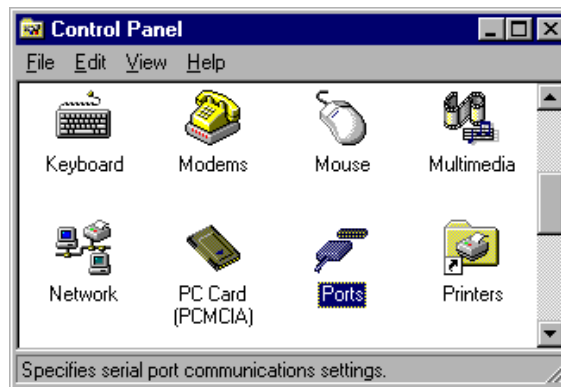 Control Panel
File Edit View Help
Keyboard Modems Mouse Multimedia
Network PC Card Ports Printers
(PCMCIA)
Specifies serial port communications settings.